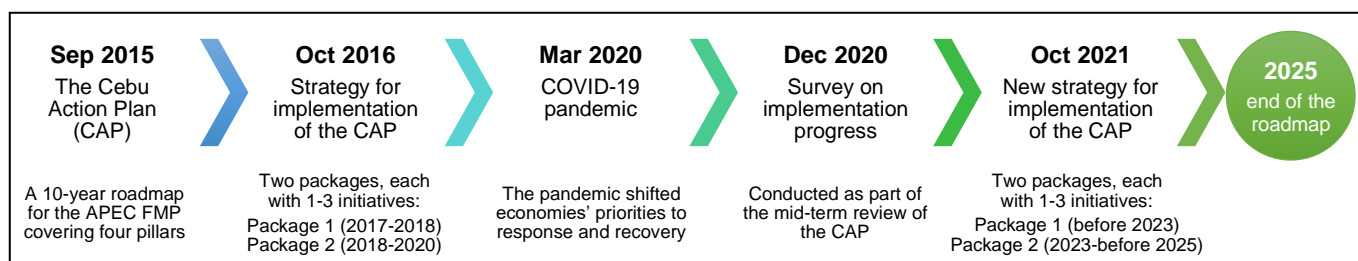 Sep 2015
The Cebu
Action Plan
(CAP)
A 10-year roadmap
for the APEC FMP
covering four pillars
Oct 2016
Strategy for
implementation
of the CAP
Two packages, each
with 1-3 initiatives:
Package 1 (2017-2018)
Package 2 (2018-2020)
Mar 2020
COVID-19
pandemic
The pandemic shifted
economies’ priorities to
response and recovery
Dec 2020
Survey on
implementation
progress
Conducted as part of
the mid-term review of
the CAP
Oct 2021
New strategy for
implementation
of the CAP
Two packages, each
with 1-3 initiatives:
Package 1 (before 2023)
Package 2 (2023-before 2025)
2025
end of the
roadmap